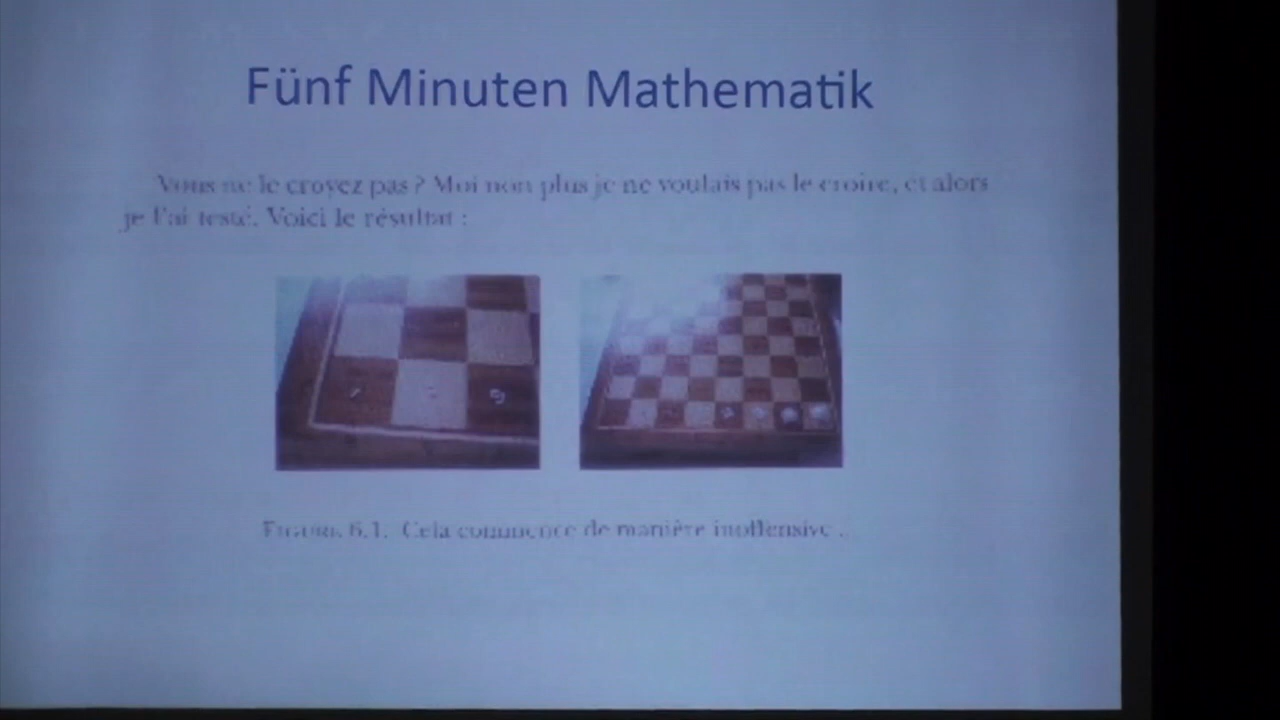 Fünf Minuten Mathematik
Vous ne le croyez pas ? Moi non plus je ne voulais pas le croire, et alors
je l'ai testé. Voici le résultat :
Figure 6.1. Cela commence de manière inoffensive .